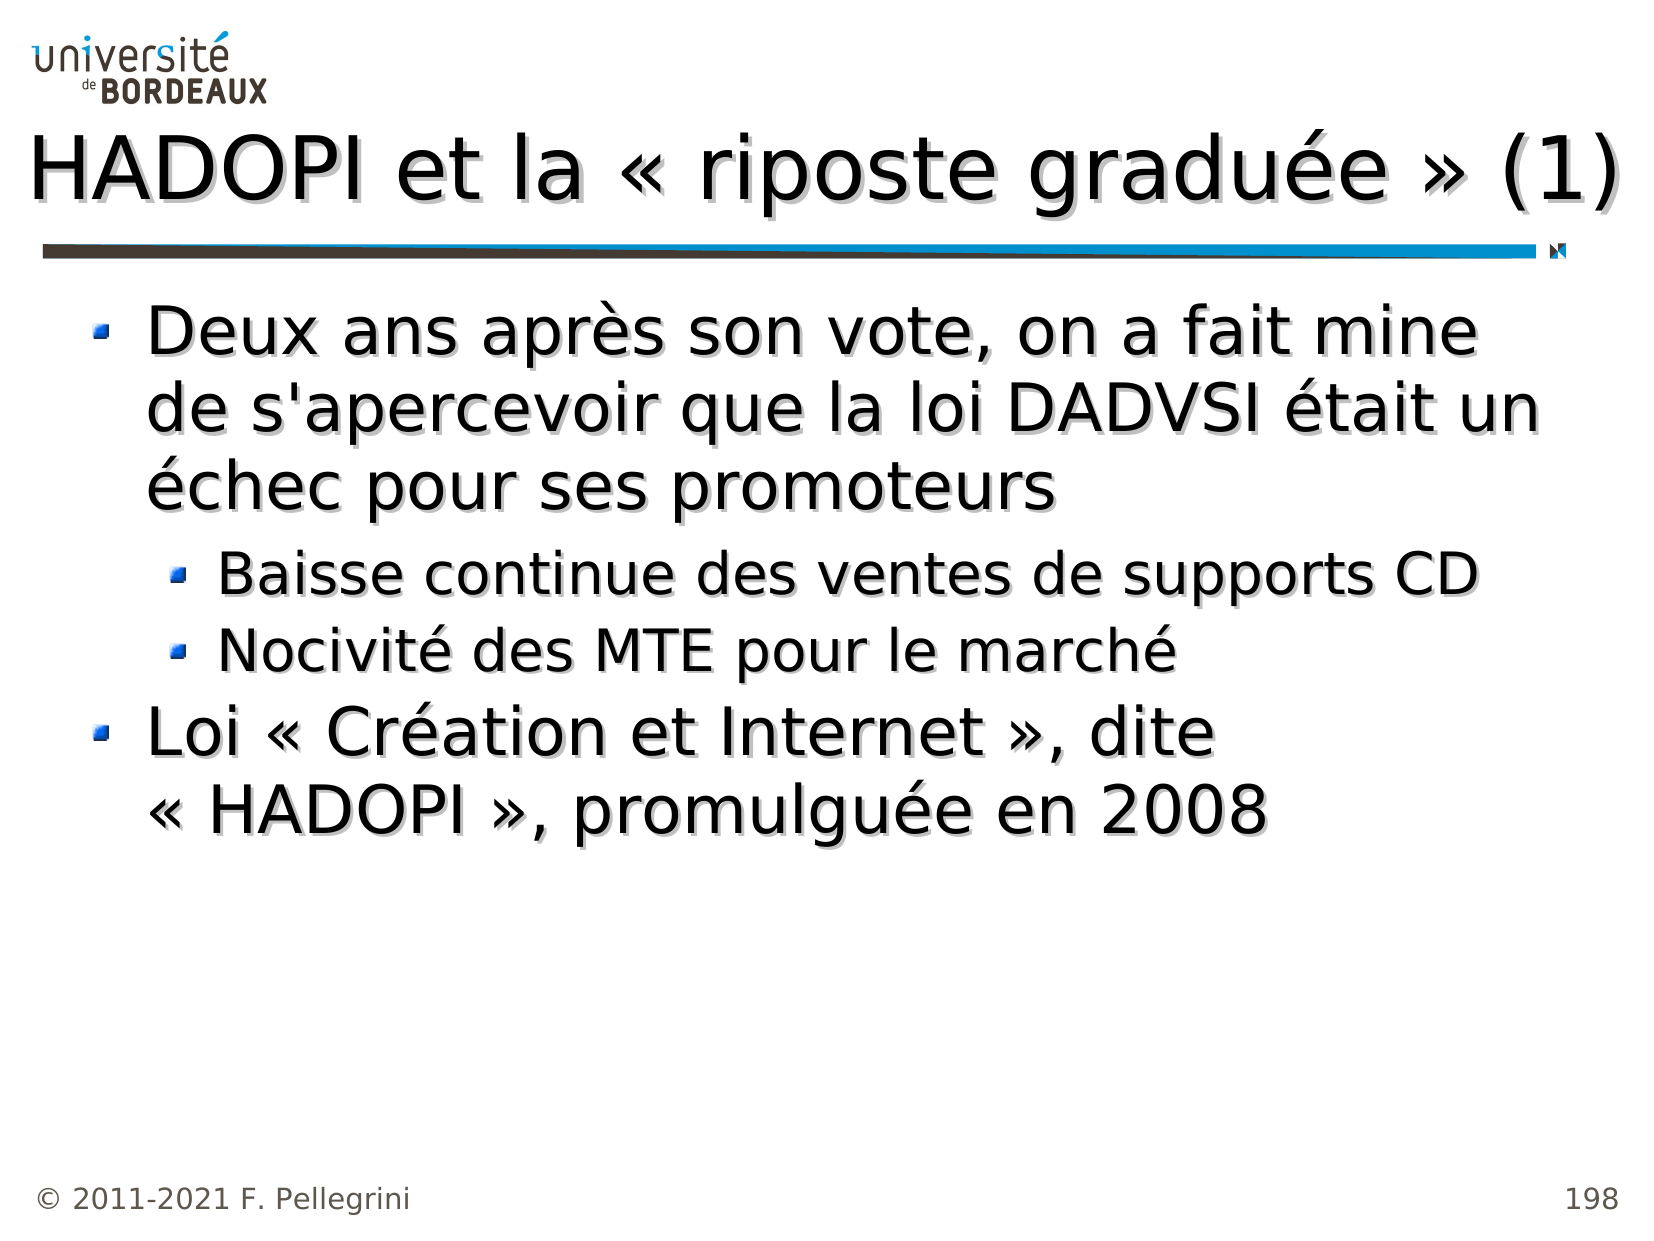 université
de BORDEAUX
HADOPI et la « riposte graduée » (1)
Deux ans après son vote, on a fait mine
de s'apercevoir que la loi DADVSI était un
échec pour ses promoteurs
Baisse continue des ventes de supports CD
Nocivité des MTE pour le marché
Loi « Création et Internet », dite
« HADOPI », promulguée en 2008
© 2011-2021 F. Pellegrini
198